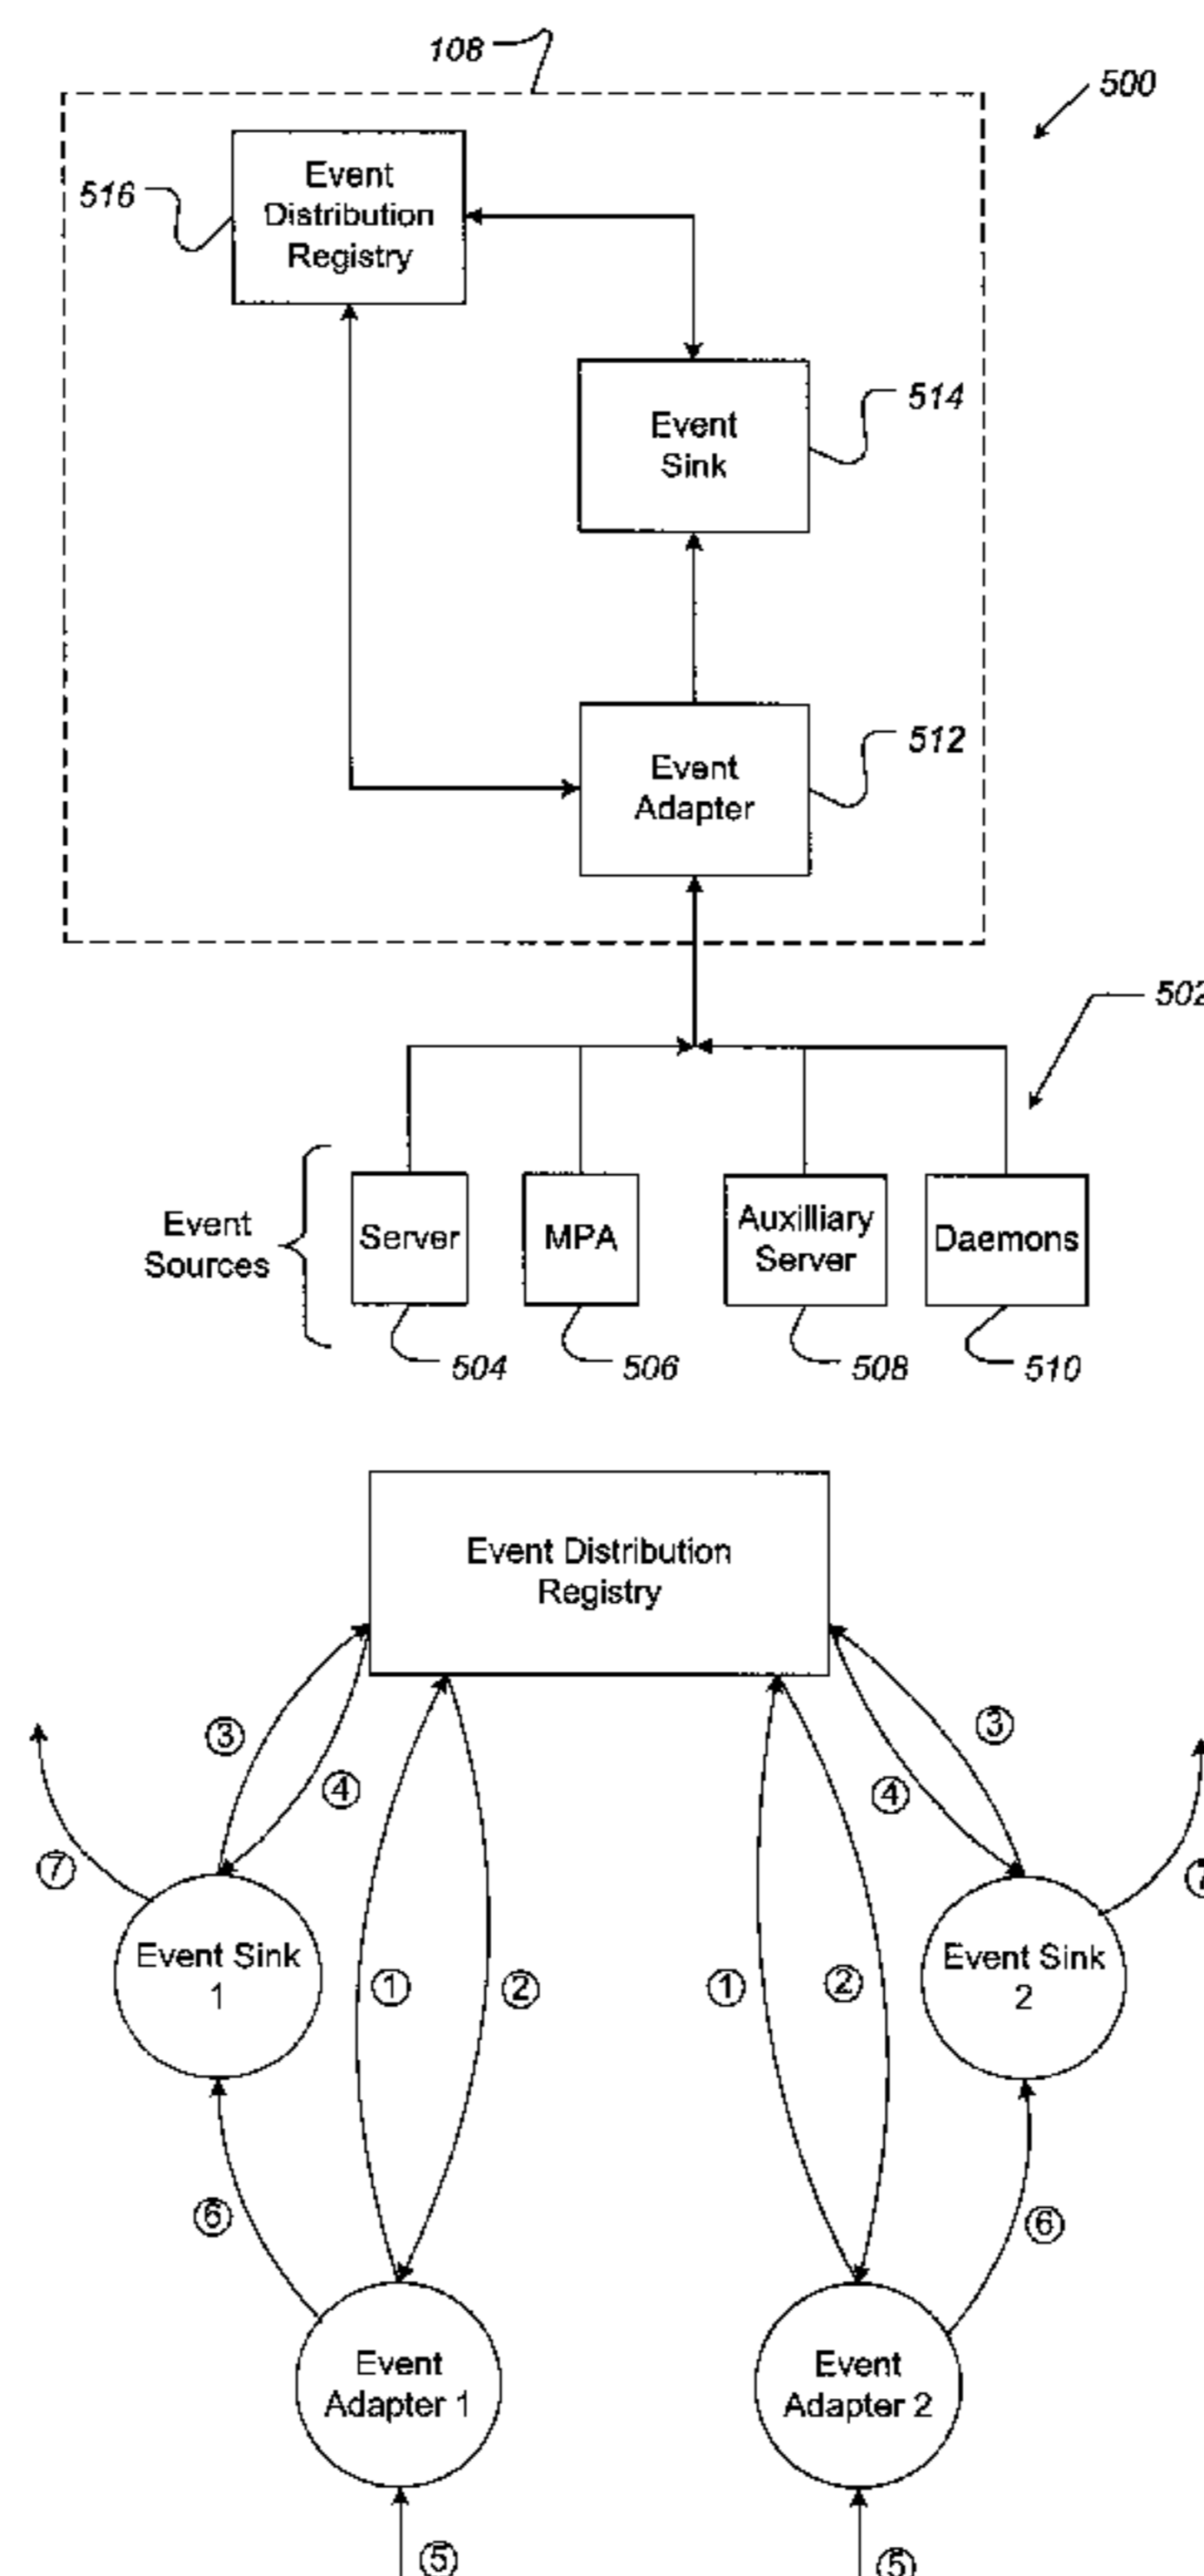 108
500
516
Event
Distribution
Registry
514
Event
Sink
512
Event
Adapter
502
Event
Sources
Server
MPA
Auxilliary
Server
Daemons
504
506
508
510
Event Distribution
Registry
③
③
④
④
⑦
⑦
Event Sink
1
Event Sink
2
①
②
①
②
⑥
⑥
Event
Adapter 1
Event
Adapter 2
⑤
⑤